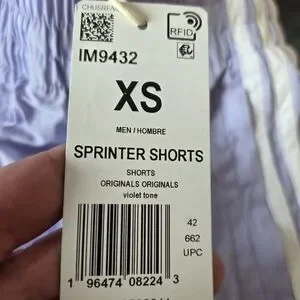 RFID
IM9432
XS
MEN / HOMBRE
SPRINTER SHORTS
SHORTS
ORIGINALS ORIGINALS
violet tone
42
662
UPC
1 96474 08224 3